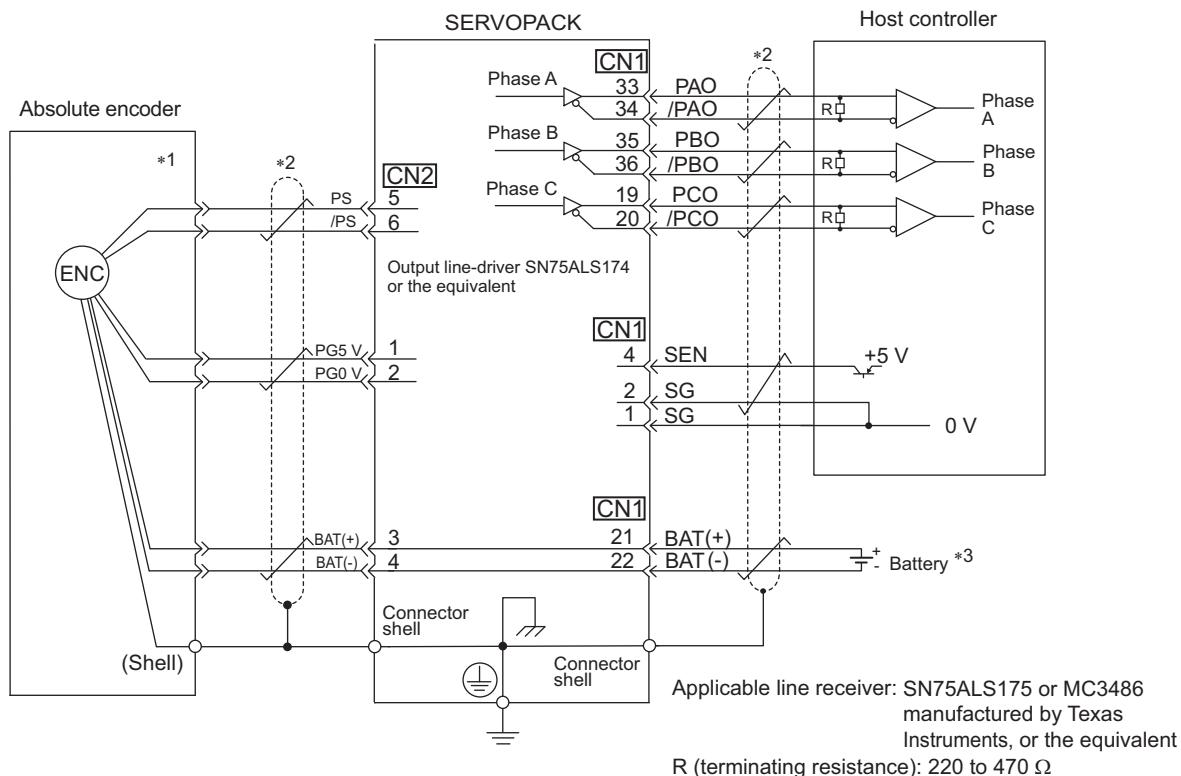 SERVOPACK
Host controller
Absolute encoder
*1
*2
CN2
PS 5
/PS 6
ENC
Output line-driver SN75ALS174
or the equivalent
PG5 V 1
PG0 V 2
BAT(+) 3
BAT(-) 4
(Shell)
Connector
shell
CN1
*2
Phase A 33 PAO
34 /PAO
R
Phase
A
Phase B 35 PBO
36 /PBO
R
Phase
B
Phase C 19 PCO
20 /PCO
R
Phase
C
CN1
4 SEN +5 V
2 SG
1 SG 0 V
CN1
21 BAT(+)
22 BAT (-)
+
-
Battery *3
Connector
shell
Applicable line receiver: SN75ALS175 or MC3486
manufactured by Texas
Instruments, or the equivalent
R (terminating resistance): 220 to 470 Ω